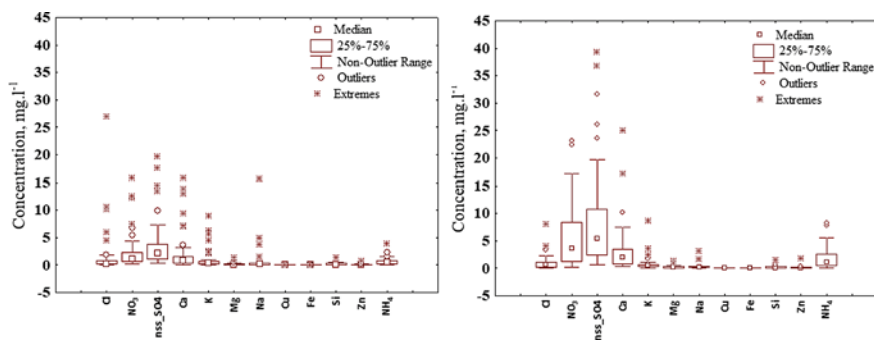 45
40
35
30
25
20
15
10
5
0
-5
Concentration, mg.l⁻¹
Median
25%-75%
Non-Outlier Range
Outliers
Extremes
Cl
NO3
nss_SO4
Ca
K
Mg
Na
Cu
Fe
Si
Zn
NH4
45
40
35
30
25
20
15
10
5
0
-5
Concentration, mg.l⁻¹
Median
25%-75%
Non-Outlier Range
Outliers
Extremes
Cl
NO3
nss_SO4
Ca
K
Mg
Na
Cu
Fe
Si
Zn
NH4